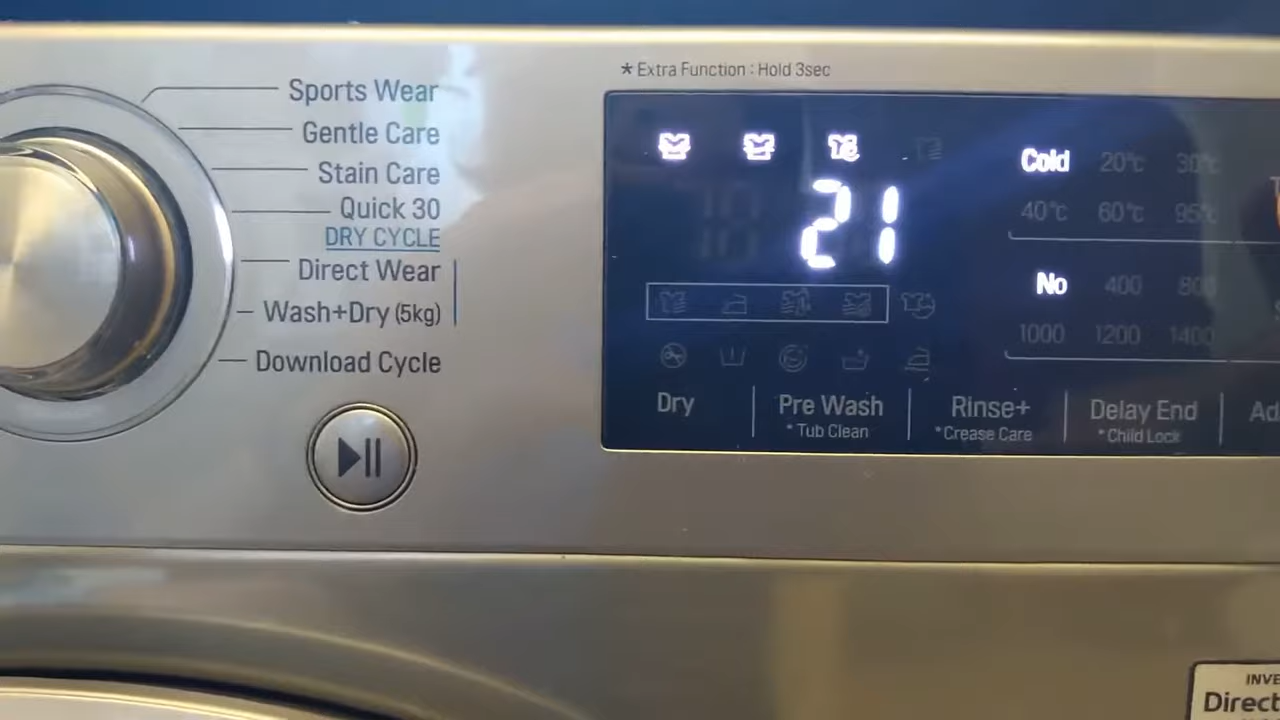 * Extra Function : Hold 3sec
Sports Wear
Gentle Care
Stain Care
Quick 30
DRY CYCLE
Direct Wear
Wash+Dry (5kg)
Download Cycle
21
Cold 20°C 30°C
40°C 60°C 95°C
No 400 800
1000 1200 1400
Dry
Pre Wash
* Tub Clean
Rinse+
* Crease Care
Delay End
* Child Lock
Direct